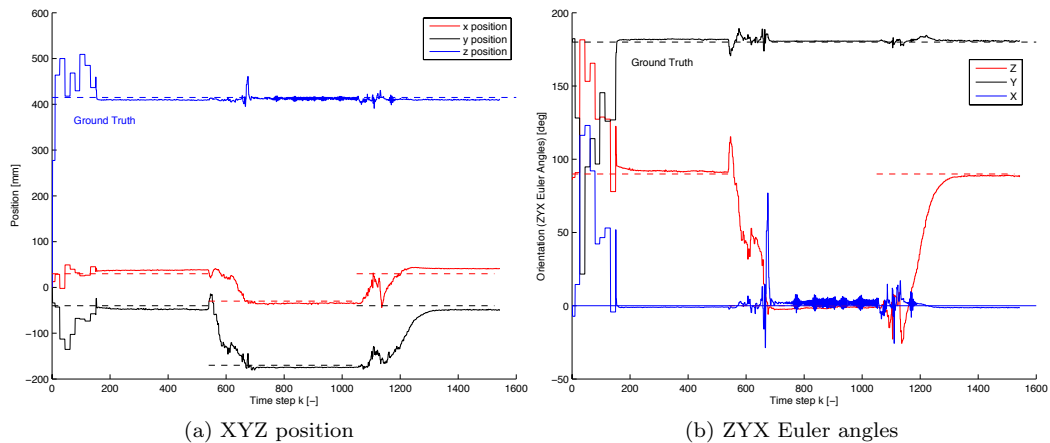 600
500
400
300
200
100
0
−100
−200
0
200
400
600
800
1000
1200
1400
1600
Position [mm]
Time step k [-]
x position
y position
z position
Ground Truth
(a) XYZ position
200
150
100
50
0
−50
0
200
400
600
800
1000
1200
1400
1600
Orientation (ZYX Euler Angles) [deg]
Time step k [-]
Ground Truth
Z
Y
X
(b) ZYX Euler angles